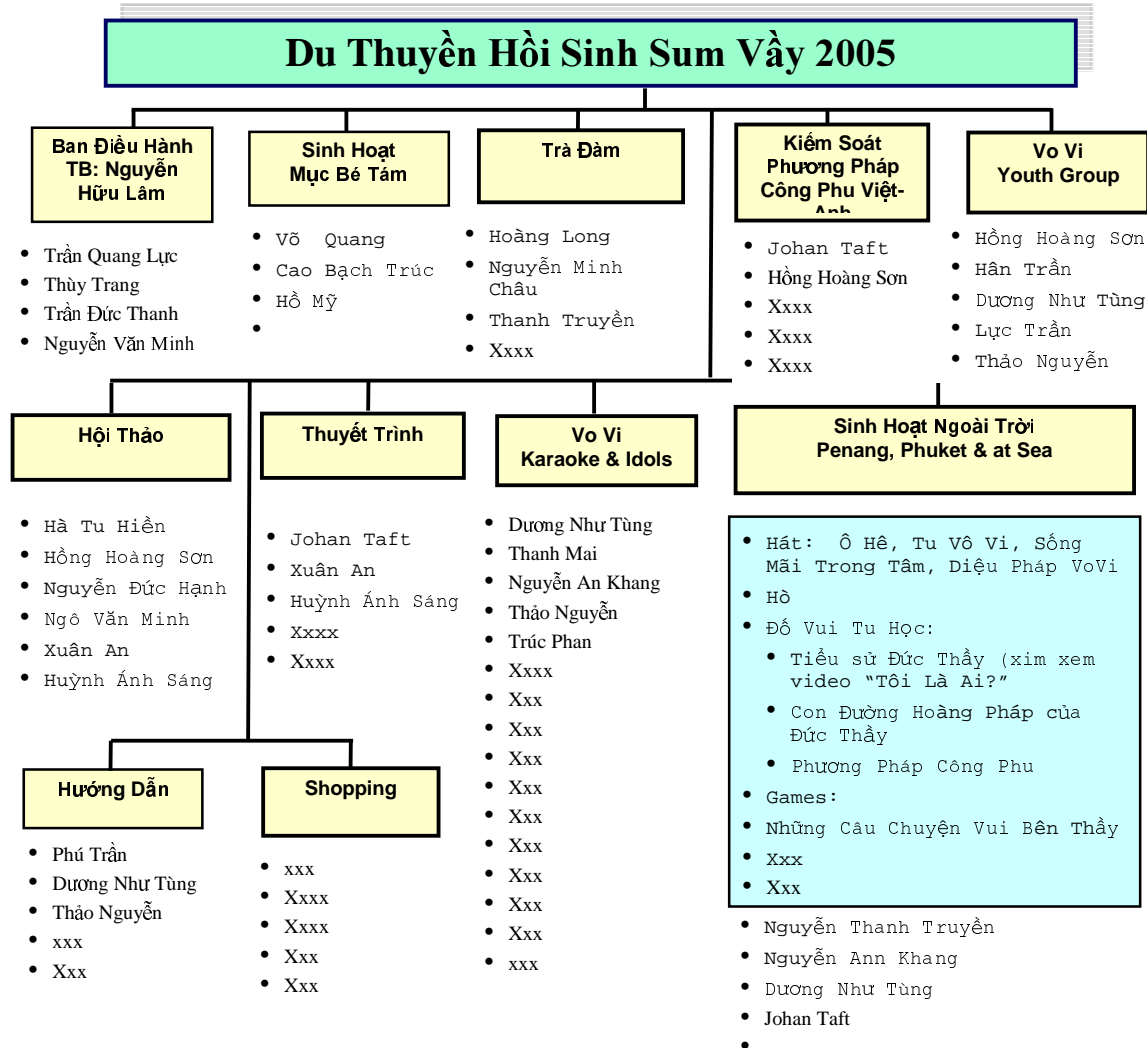 Du Thuyền Hồi Sinh Sum Vầy 2005
Ban Điều Hành
TB: Nguyễn
Hữu Lâm
• Trần Quang Lực
• Thùy Trang
• Trần Đức Thanh
• Nguyễn Văn Minh
Sinh Hoạt
Mục Bé Tám
• Võ Quang
• Cao Bạch Trúc
• Hồ Mỹ
•
Trà Đàm
• Hoàng Long
• Nguyễn Minh
Châu
• Thanh Truyền
• Xxxx
Kiểm Soát
Phương Pháp
Công Phu Việt-
Anh
• Johan Taft
• Hồng Hoàng Sơn
• Xxxx
• Xxxx
• Xxxx
Vo Vi
Youth Group
• Hồng Hoàng Sơn
• Hân Trần
• Dương Như Tùng
• Lực Trần
• Thảo Nguyễn
Hội Thảo
• Hà Tu Hiền
• Hồng Hoàng Sơn
• Nguyễn Đức Hạnh
• Ngô Văn Minh
• Xuân An
• Huỳnh Ánh Sáng
Thuyết Trình
• Johan Taft
• Xuân An
• Huỳnh Ánh Sáng
• Xxxx
• Xxxx
Vo Vi
Karaoke & Idols
• Dương Như Tùng
• Thanh Mai
• Nguyễn An Khang
• Thảo Nguyễn
• Trúc Phan
• Xxxx
• Xxx
• Xxx
• Xxx
• Xxx
• Xxx
• Xxx
• Xxx
• Xxx
• Xxx
• xxx
Sinh Hoạt Ngoài Trời
Penang, Phuket & at Sea
• Hát: Ô Hê, Tu Vô Vi, Sống
Mãi Trong Tâm, Diệu Pháp VoVi
• Hò
• Đố Vui Tu Học:
• Tiểu sử Đức Thầy (xim xem
video “Tôi Là Ai?”
• Con Đường Hoàng Pháp của
Đức Thầy
• Phương Pháp Công Phu
• Games:
• Những Câu Chuyện Vui Bên Thầy
• Xxx
• Xxx
• Nguyễn Thanh Truyền
• Nguyễn Ann Khang
• Dương Như Tùng
• Johan Taft
•
Hướng Dẫn
• Phú Trần
• Dương Như Tùng
• Thảo Nguyễn
• xxx
• Xxx
Shopping
• xxx
• Xxxx
• Xxxx
• Xxx
• Xxx